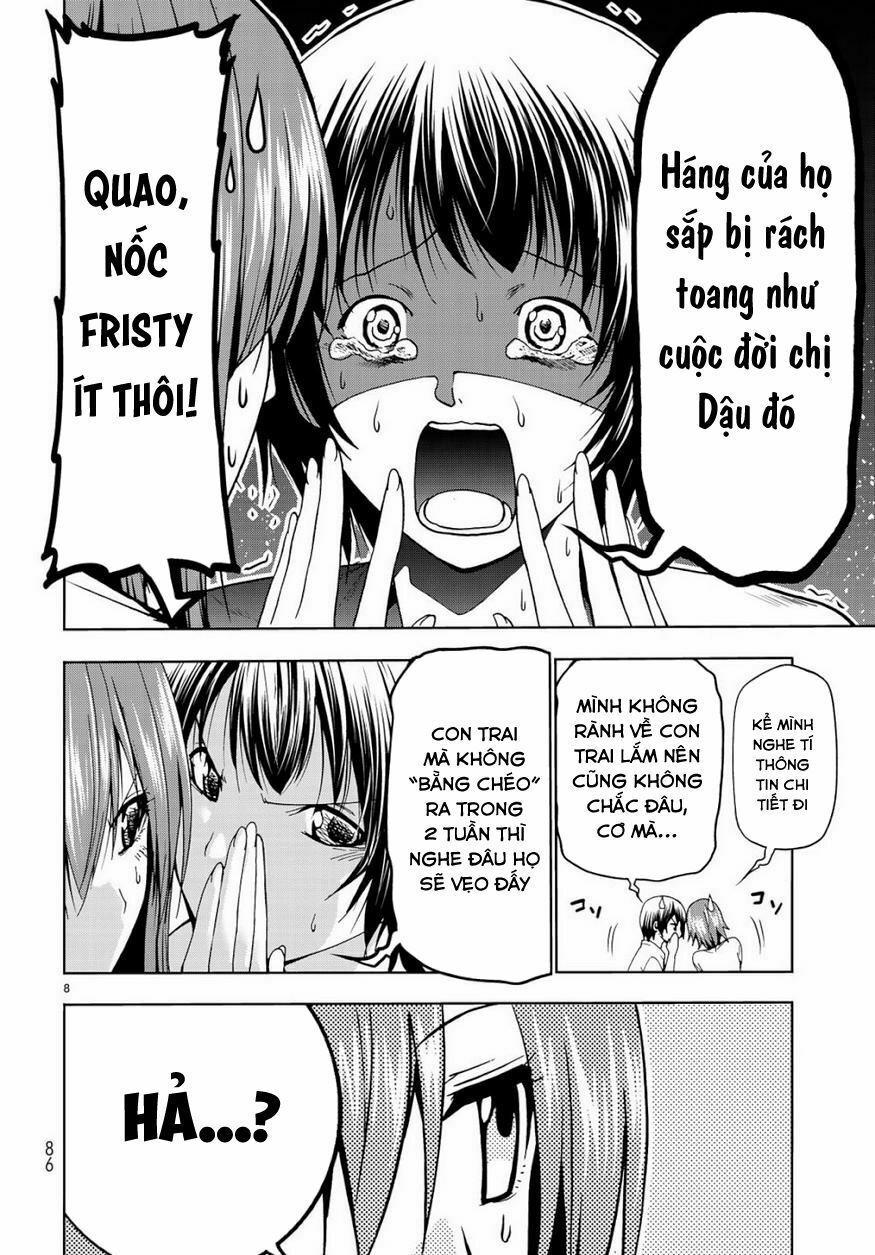 Háng của họ
sắp bị rách
toang như
cuộc đời chị
Dậu đó
QUAO,
NỐC
FRISTY
ÍT THÔI!
KỂ MÌNH
NGHE TÍ
THÔNG
TIN CHI
TIẾT ĐI
MÌNH KHÔNG
RÀNH VỀ CON
TRAI LẮM NÊN
CŨNG KHÔNG
CHẮC ĐÂU,
CƠ MÀ...
コソ
コソ
CON TRAI
MÀ KHÔNG
"BẰNG CHÉO"
RA TRONG
2 TUẦN THÌ
NGHE ĐÂU HỌ
SẼ VẸO ĐẤY
8
HẢ...?
86